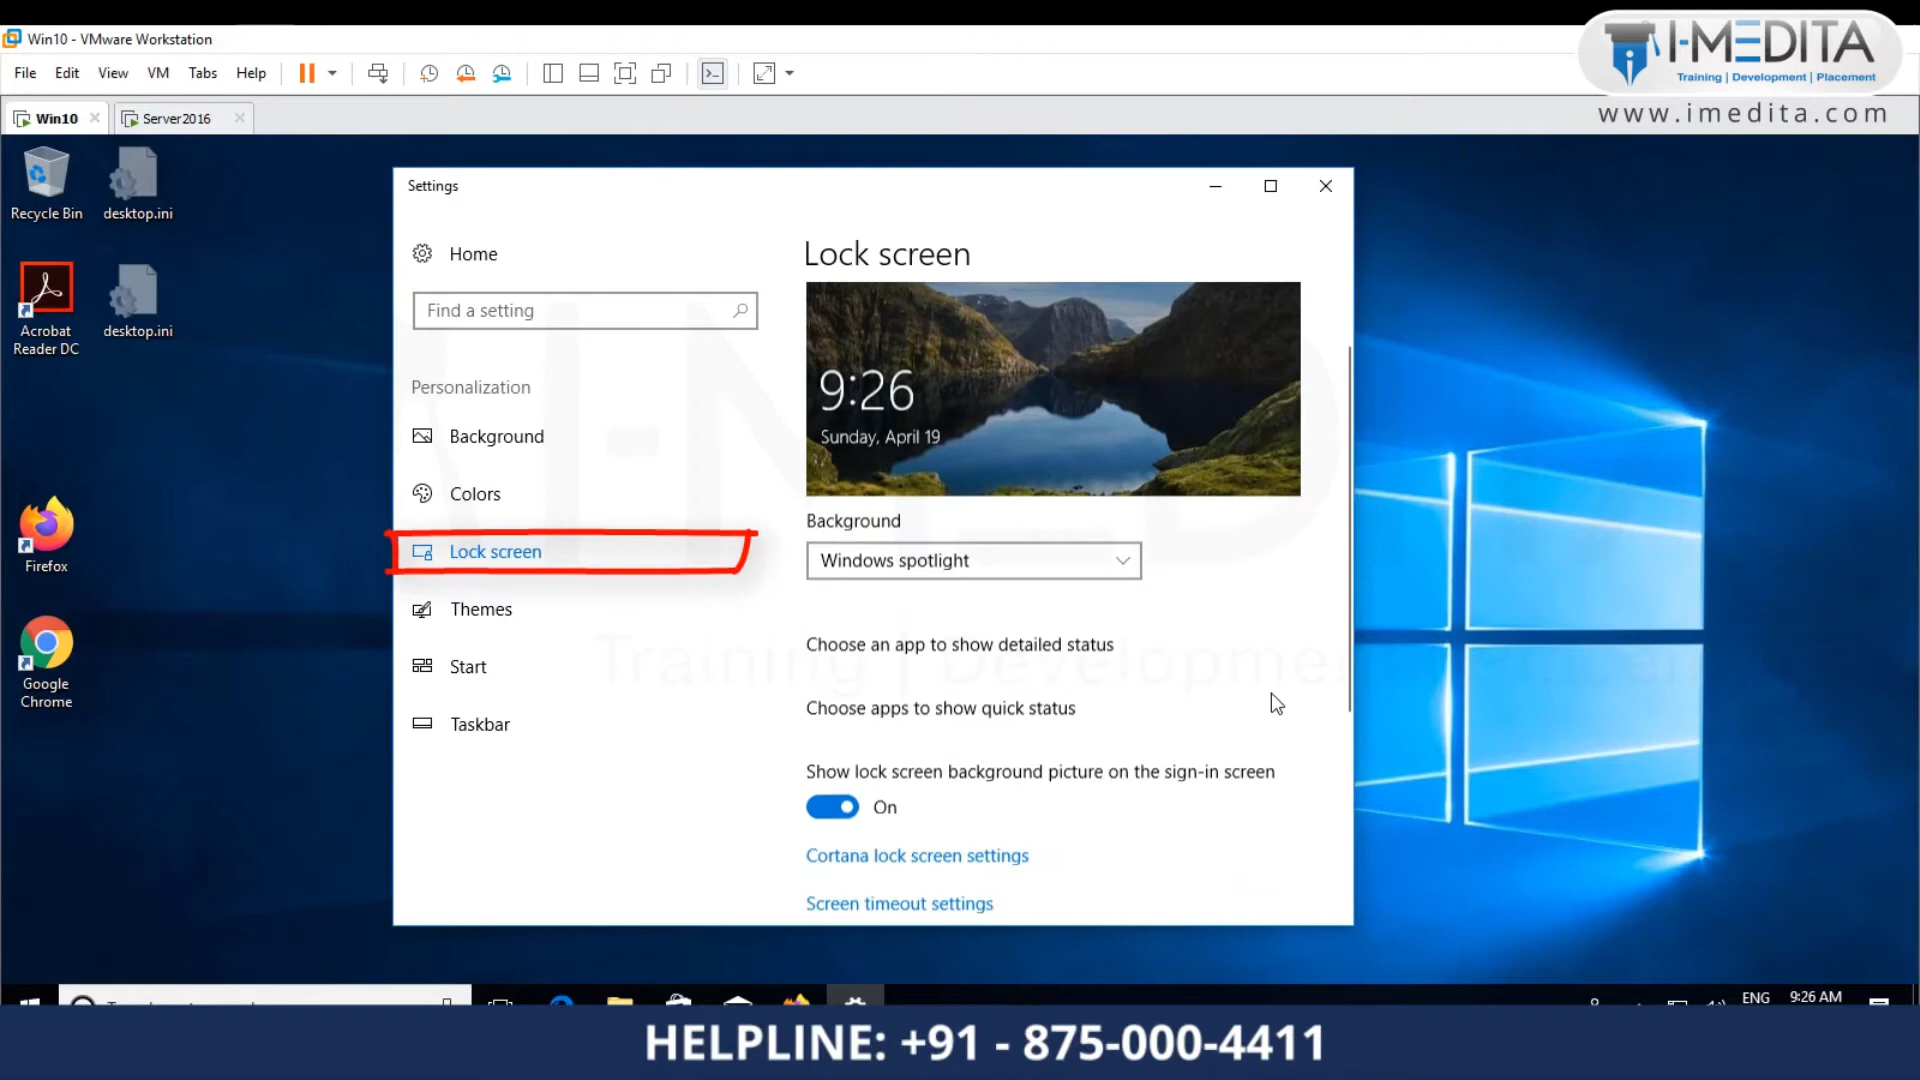 Win10 - VMware Workstation
File Edit View VM Tabs Help
Win10 Server2016
I-MEDITA
Training | Development | Placement
www.imedita.com
Recycle Bin
desktop.ini
Acrobat
Reader DC
desktop.ini
Firefox
Google
Chrome
Settings
Home
Find a setting
Personalization
Background
Colors
Lock screen
Themes
Start
Taskbar
Lock screen
9:26
Sunday, April 19
Background
Windows spotlight
Choose an app to show detailed status
Choose apps to show quick status
Show lock screen background picture on the sign-in screen
On
Cortana lock screen settings
Screen timeout settings
Training | Development
ENG 9:26 AM
HELPLINE: +91 - 875-000-4411